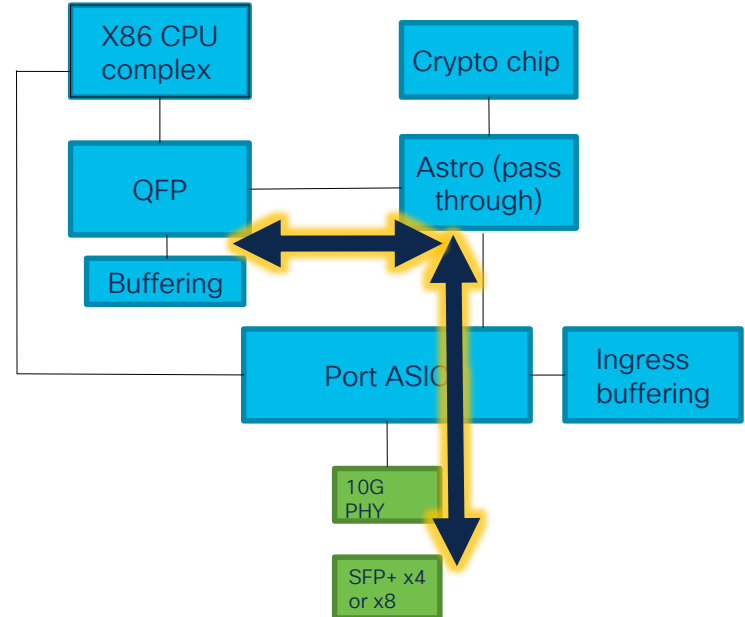 X86 CPU
complex
Crypto chip
QFP
Astro (pass
through)
Buffering
Port ASIC
Ingress
buffering
10G
PHY
SFP+ x4
or x8